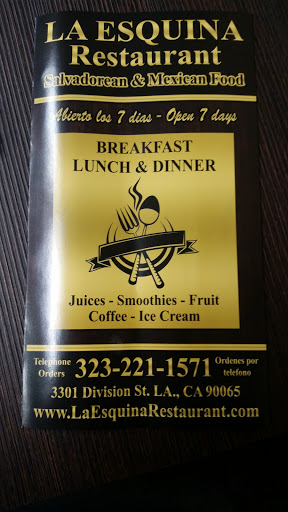 LA ESQUINA
Restaurant
Salvadorean & Mexican Food
Abierto los 7 dias - Open 7 days
BREAKFAST
LUNCH & DINNER
Juices - Smoothies - Fruit
Coffee - Ice Cream
Telephone Orders 323-221-1571 Ordenes por telefono
3301 Division St. LA., CA 90065
www.LaEsquinaRestaurant.com